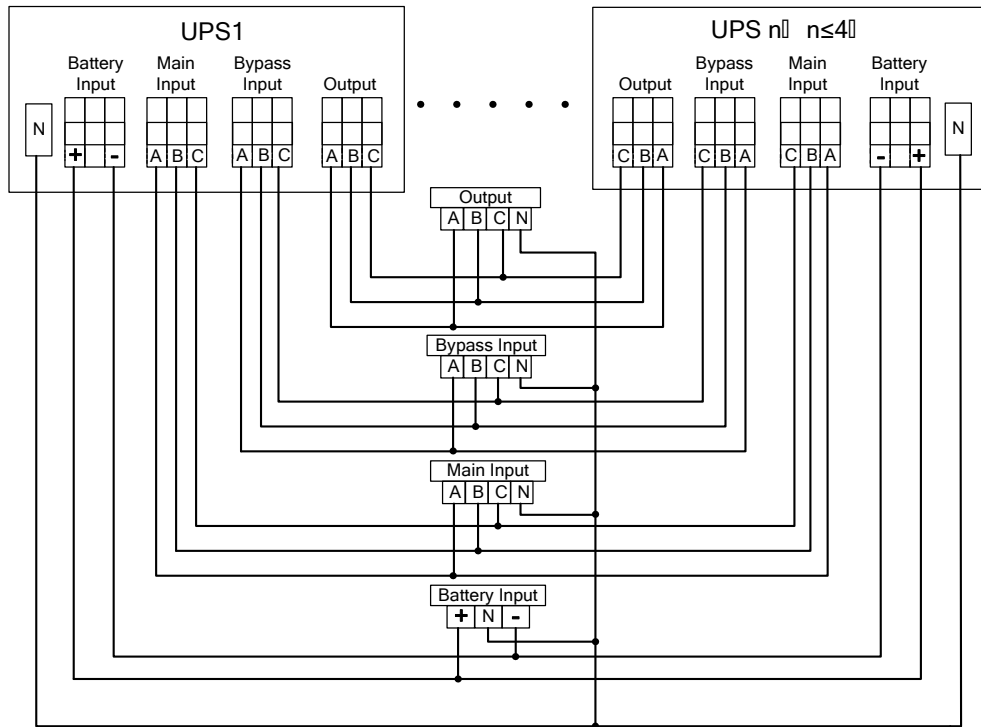 UPS1
UPS n▯ n≤4▯
Battery Input
Main Input
Bypass Input
Output
Output
Bypass Input
Main Input
Battery Input
N
+ -
A B C
A B C
A B C
C B A
C B A
C B A
- +
N
Output
A B C N
Bypass Input
A B C N
Main Input
A B C N
Battery Input
+ N -